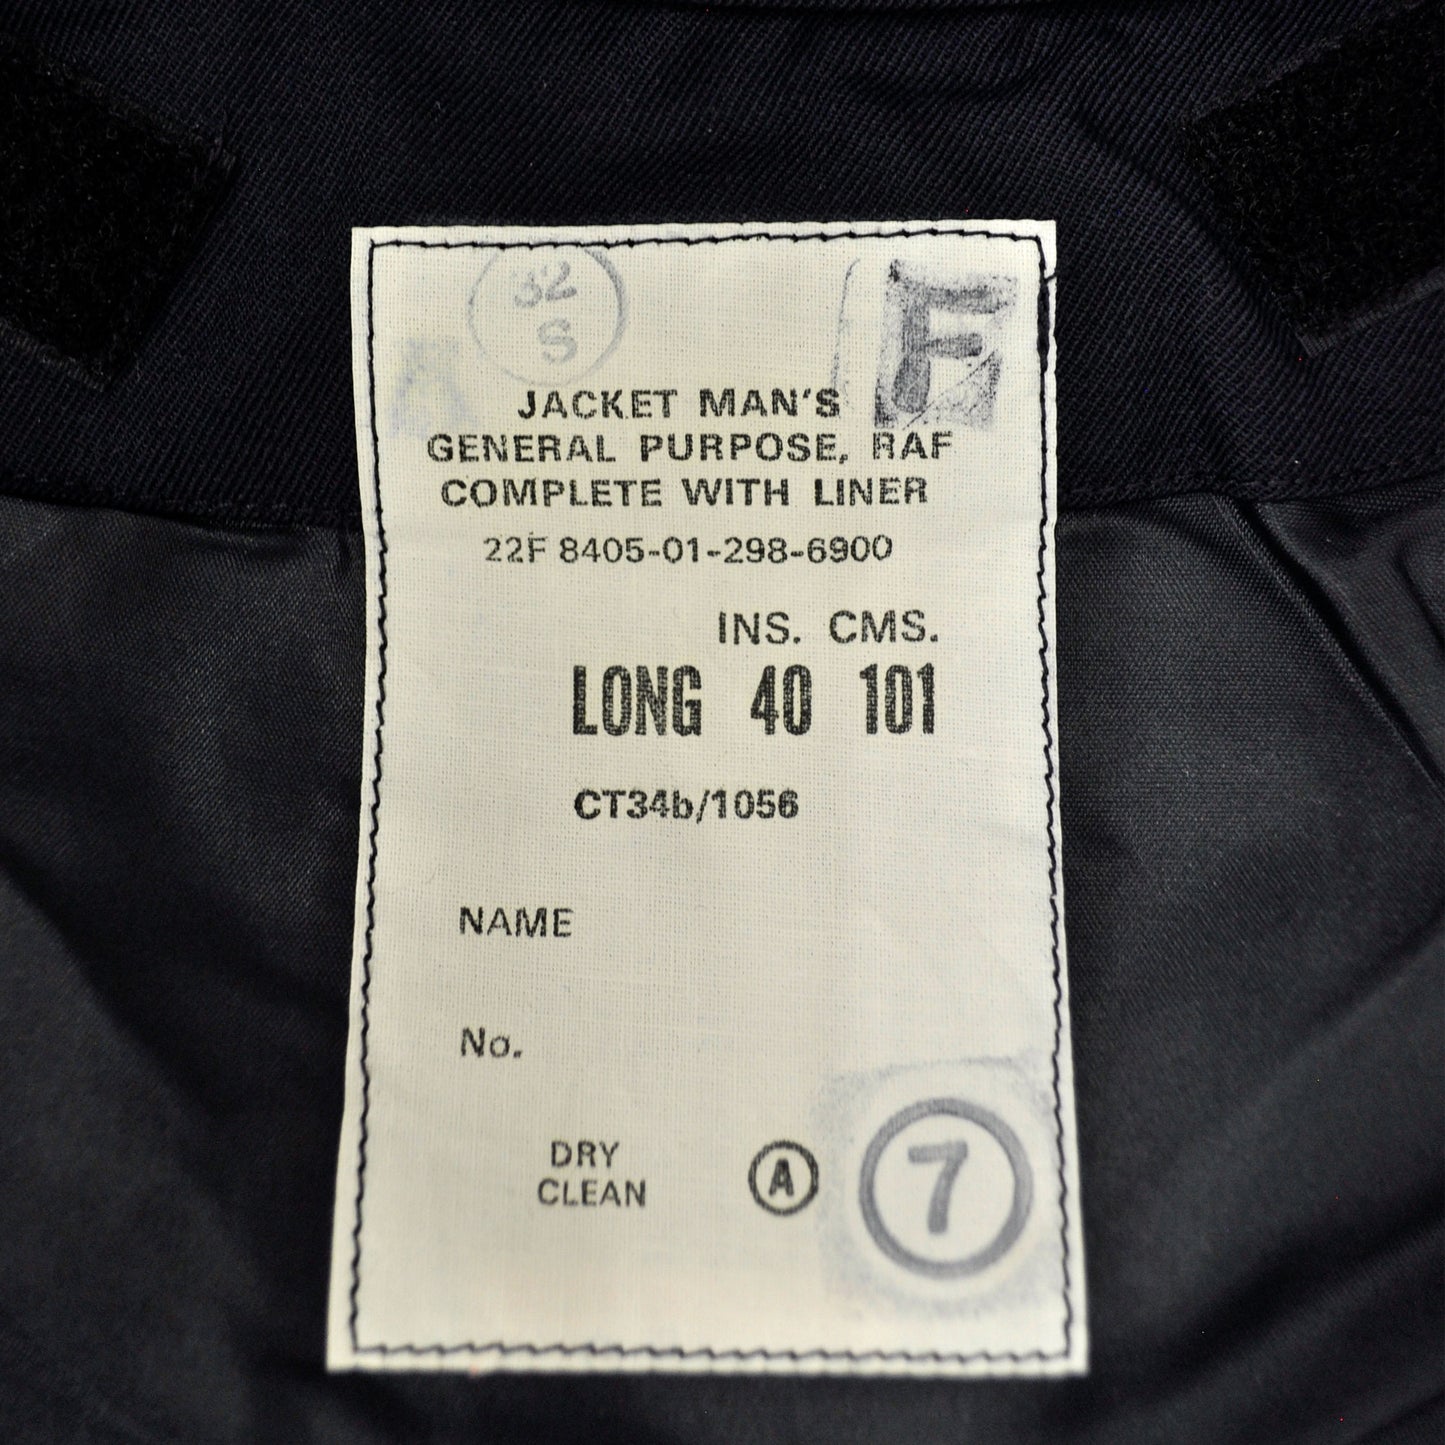 32
S
A
F
JACKET MAN'S
GENERAL PURPOSE, RAF
COMPLETE WITH LINER
22F 8405-01-298-6900
INS. CMS.
LONG 40 101
CT34b/1056
NAME
No.
DRY
CLEAN
A
7